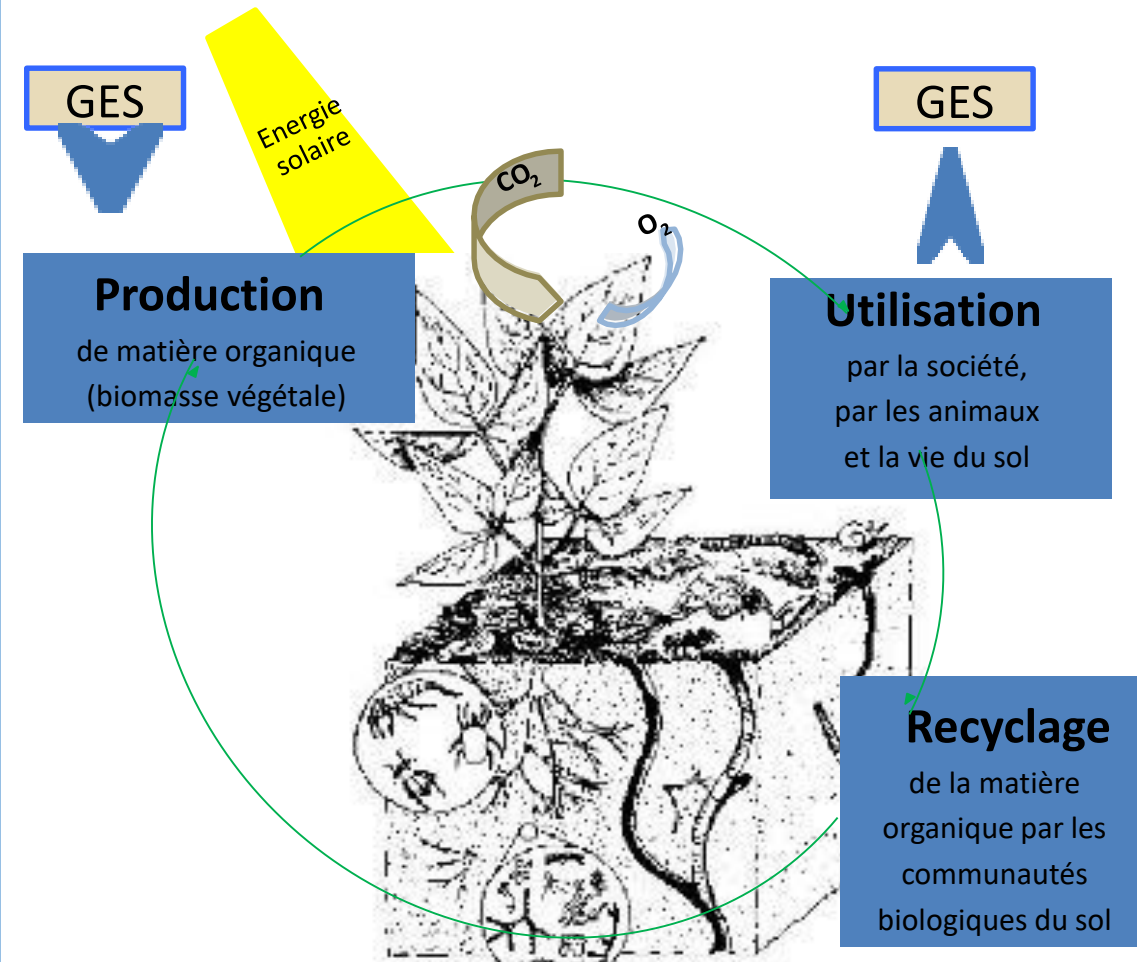 GES
Energie
solaire
CO₂
O₂
GES
Production
de matière organique
(biomasse végétale)
Utilisation
par la société,
par les animaux
et la vie du sol
Recyclage
de la matière
organique par les
communautés
biologiques du sol